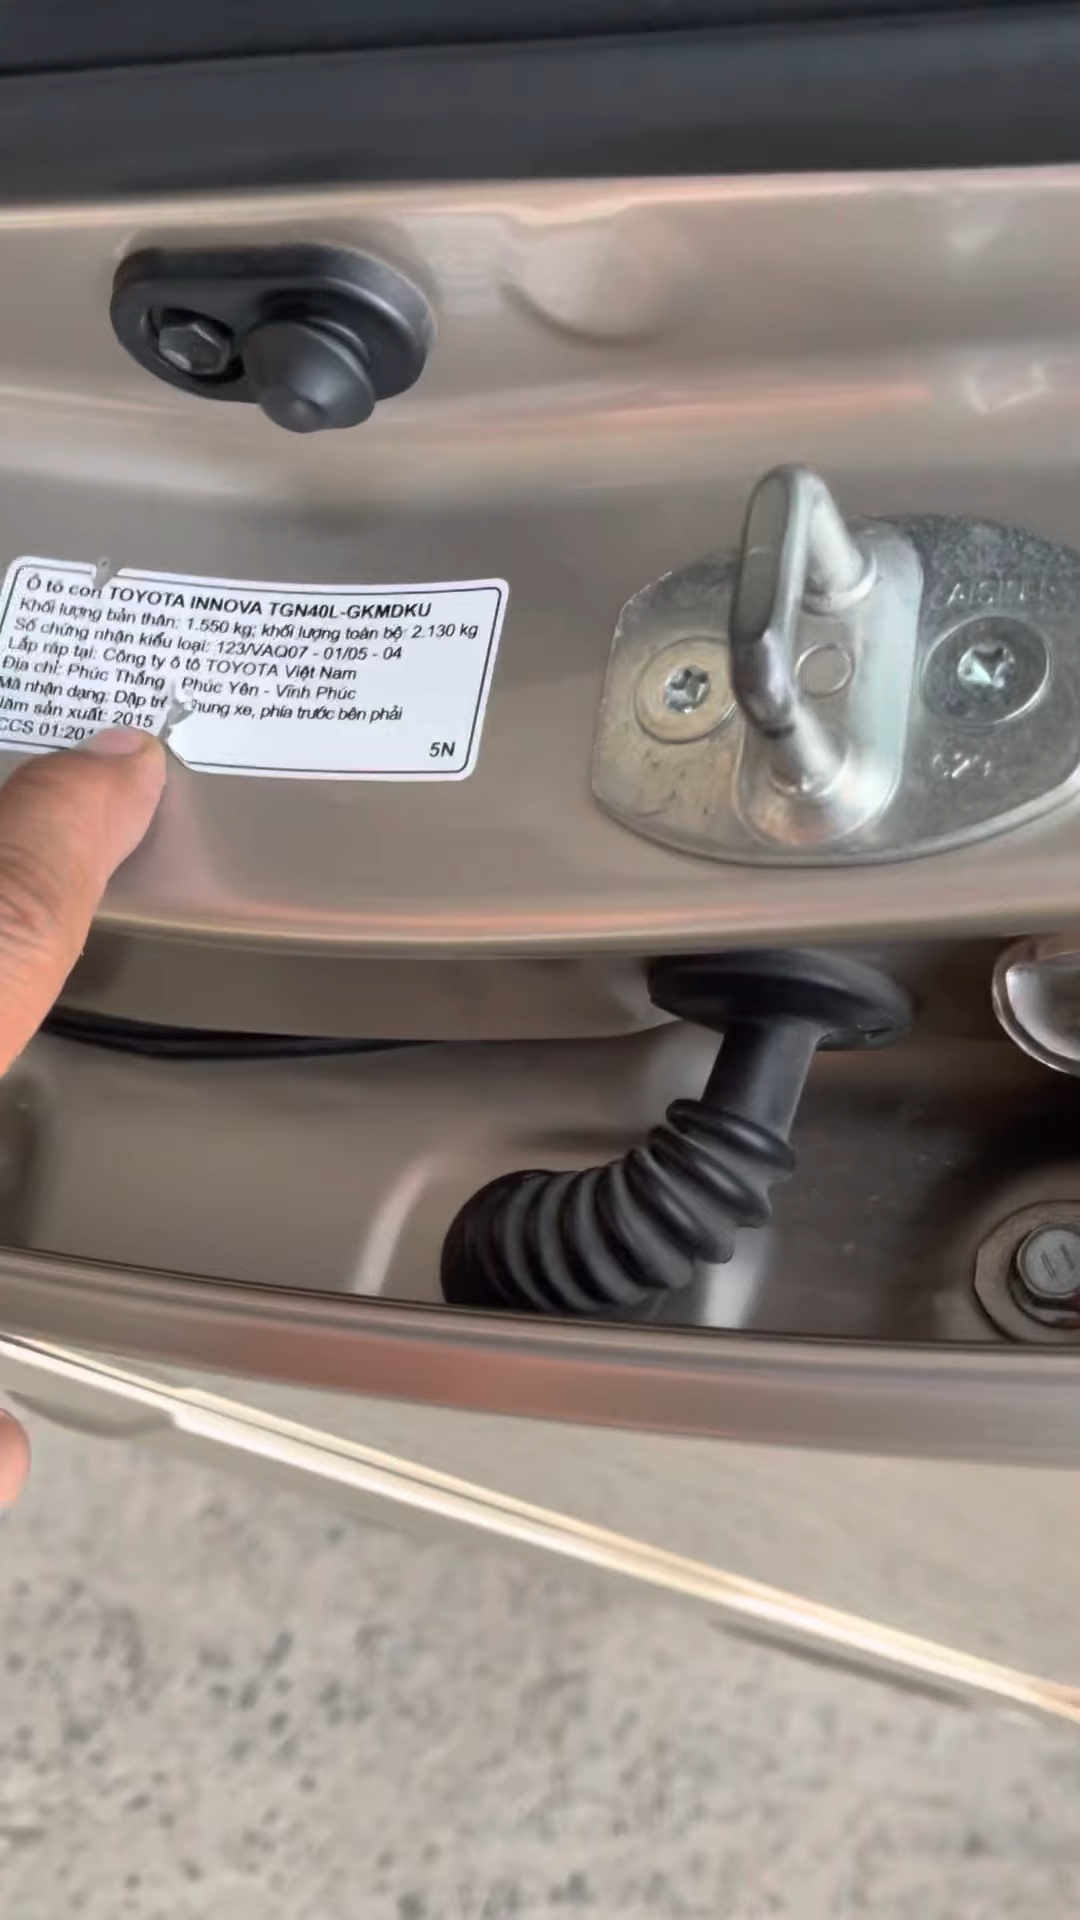 Ô tô con TOYOTA INNOVA TGN40L-GKMDKU
Khối lượng bản thân: 1.550 kg; khối lượng toàn bộ: 2.130 kg
Số chứng nhận kiểu loại: 123/VAQ07 - 01/05 - 04
Lắp ráp tại: Công ty ô tô TOYOTA Việt Nam
Địa chỉ: Phúc Thắng Phúc Yên - Vĩnh Phúc
Mã nhận dạng: Dập khung xe, phía trước bên phải
Năm sản xuất: 2015
5N